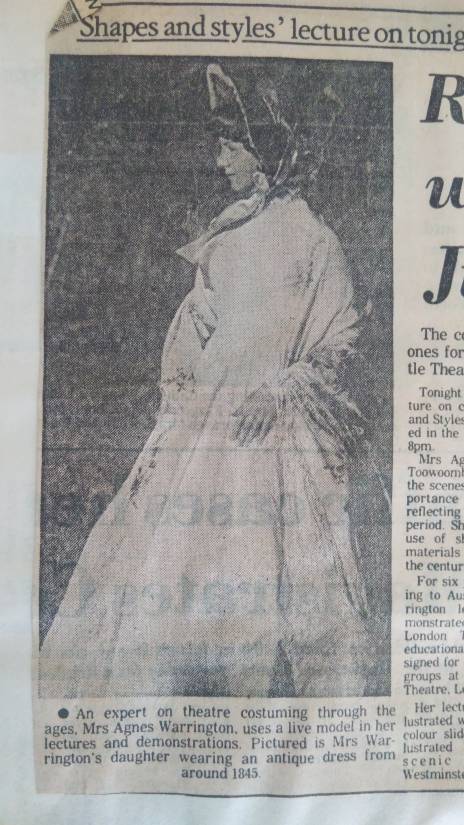 Shapes and styles' lecture on tonig
R
w
Ju
The c
ones for
tle Thea
Tonight
ture on c
and Styles
ed in the
8pm.
Mrs Ag
Toowoomb
the scenes
portance
reflecting
period. Sh
use of s
materials
the centur
For six
ing to Aus
rington le
monstrate
London T
educationa
signed for
groups at
Theatre, L
Her lect
lustrated w
colour slid
lustrated
scenic
Westminste
● An expert on theatre costuming through the
ages, Mrs Agnes Warrington, uses a live model in her
lectures and demonstrations. Pictured is Mrs War-
rington's daughter wearing an antique dress from
around 1845.